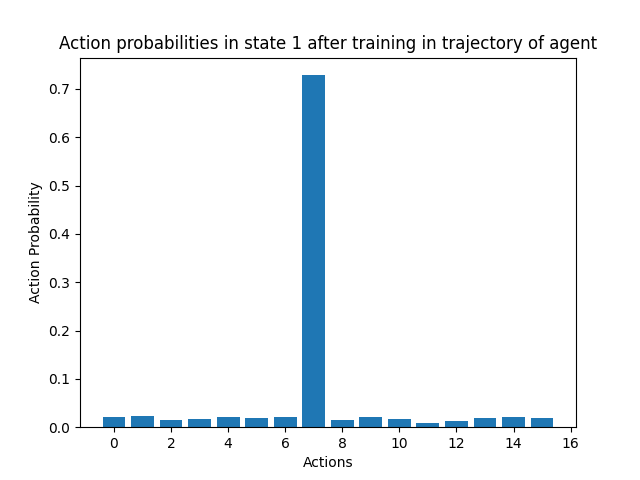 Action probabilities in state 1 after training in trajectory of agent
0.7
0.6
0.5
0.4
0.3
0.2
0.1
0.0
Action Probability
0 2 4 6 8 10 12 14 16
Actions